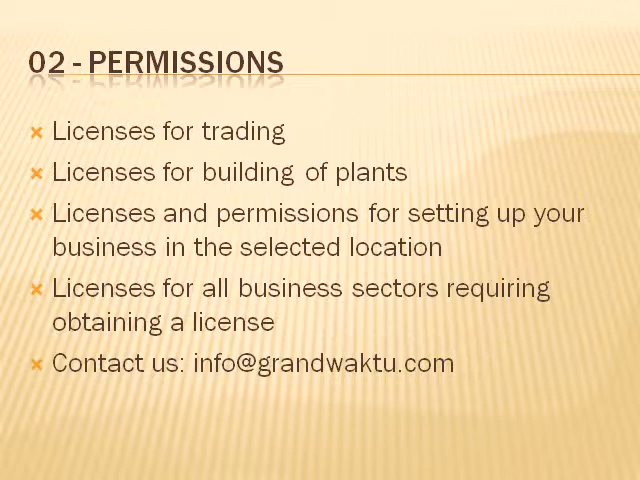 02 - PERMISSIONS
Licenses for trading
Licenses for building of plants
Licenses and permissions for setting up your
business in the selected location
Licenses for all business sectors requiring
obtaining a license
Contact us: info@grandwaktu.com